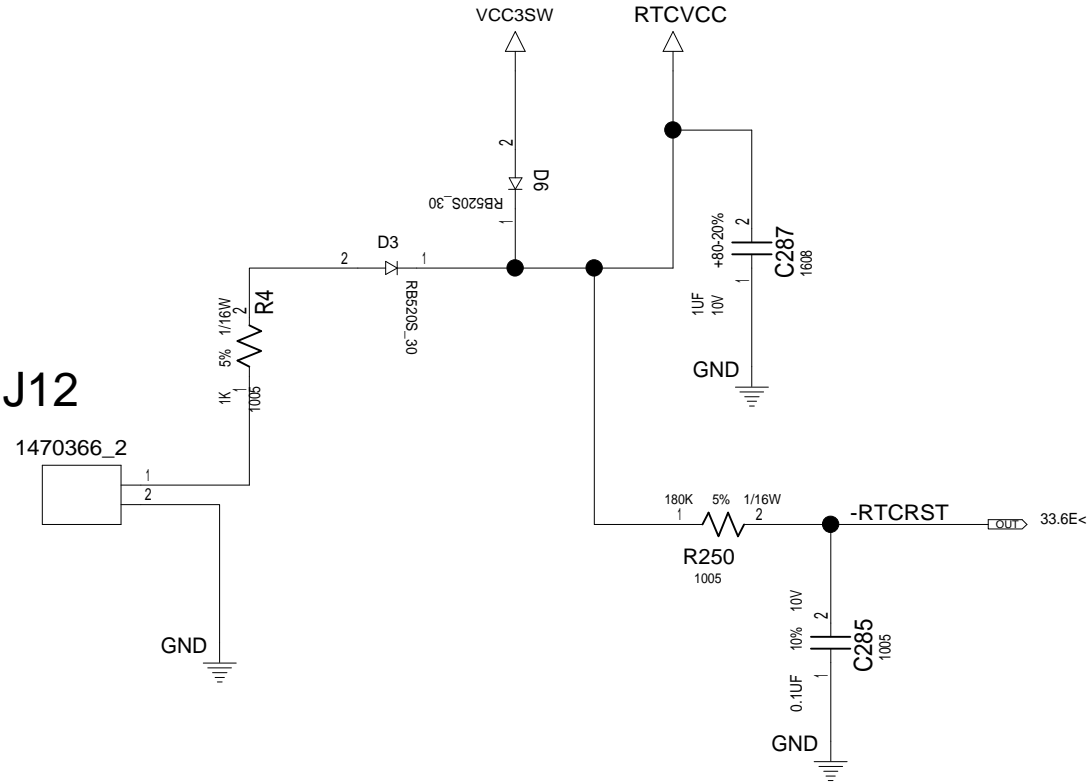 VCC3SW
RTCVCC
2
D6
RB520S_30
1
D3
2
1
RB520S_30
+80-20%
2
C287
1608
1
1UF
10V
GND
1/16W
2
R4
5%
1K
1
1005
J12
1470366_2
1
2
GND
180K 5% 1/16W
1
2
R250
1005
-RTCRST
OUT
33.6E<
10V
2
10%
C285
1005
1
0.1UF
GND